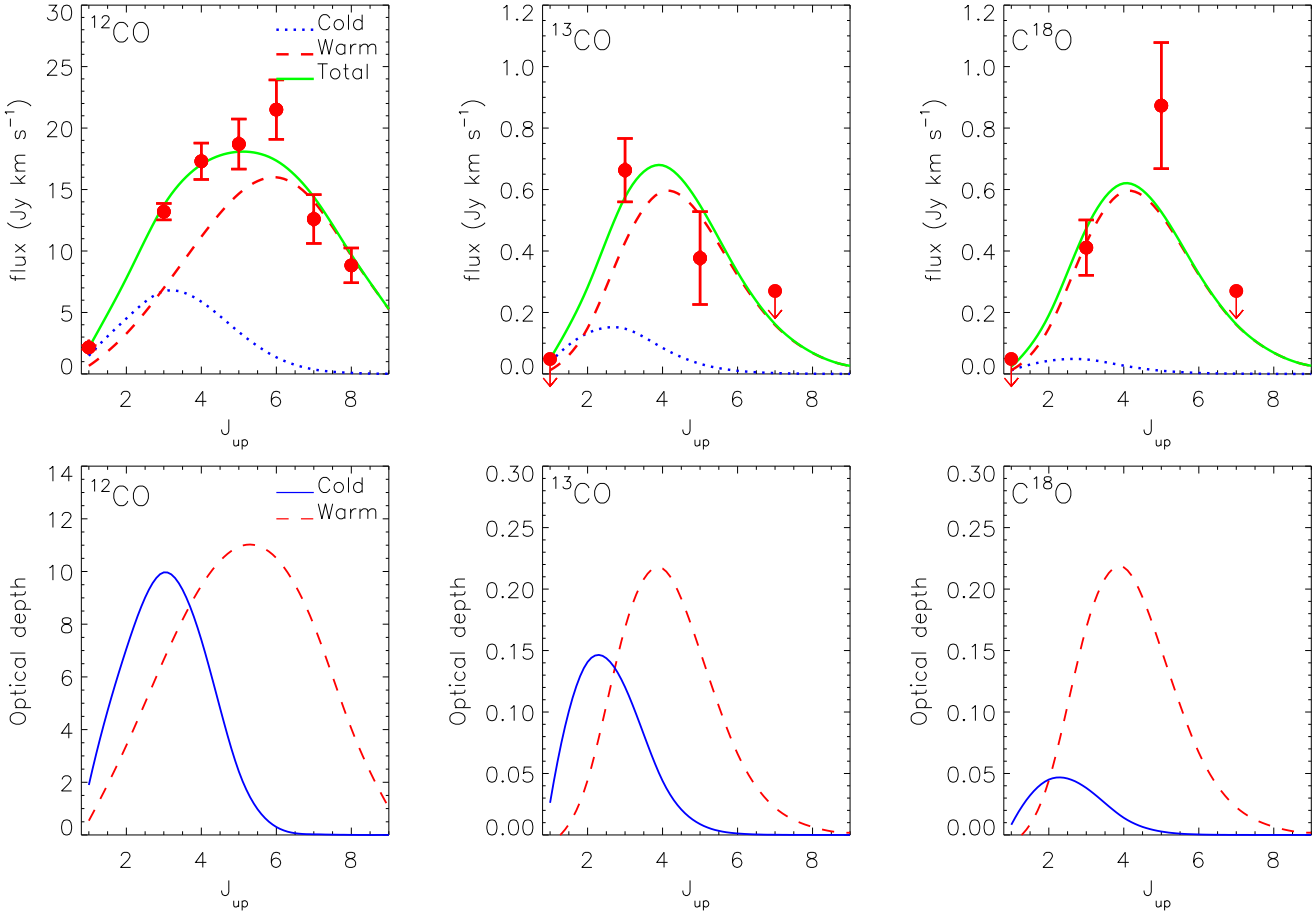 ¹²CO
Cold
Warm
Total
flux (Jy km s⁻¹)
30
25
20
15
10
5
0
2 4 6 8
J_up
¹³CO
flux (Jy km s⁻¹)
1.2
1.0
0.8
0.6
0.4
0.2
0.0
2 4 6 8
J_up
C¹⁸O
flux (Jy km s⁻¹)
1.2
1.0
0.8
0.6
0.4
0.2
0.0
2 4 6 8
J_up
¹²CO
Cold
Warm
Optical depth
14
12
10
8
6
4
2
0
2 4 6 8
J_up
¹³CO
Optical depth
0.30
0.25
0.20
0.15
0.10
0.05
0.00
2 4 6 8
J_up
C¹⁸O
Optical depth
0.30
0.25
0.20
0.15
0.10
0.05
0.00
2 4 6 8
J_up